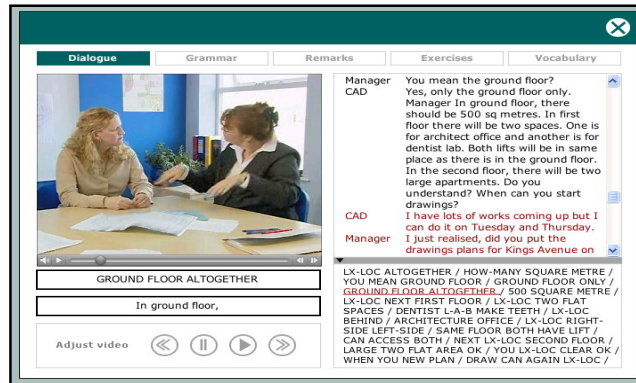 Dialogue
Grammar
Remarks
Exercises
Vocabulary
Manager You mean the ground floor?
CAD Yes, only the ground floor only.
Manager In ground floor, there
should be 500 sq metres. In first
floor there will be two spaces. One is
for architect office and another is for
dentist lab. Both lifts will be in same
place as there is in the ground floor.
In the second floor, there will be two
large apartments. Do you
understand? When can you start
drawings?
CAD I have lots of works coming up but I
can do it on Tuesday and Thursday.
Manager I just realised, did you put the
drawings plans for Kings Avenue on
GROUND FLOOR ALTOGETHER
In ground floor,
Adjust video
LX-LOC ALTOGETHER / HOW-MANY SQUARE METRE /
YOU MEAN GROUND FLOOR / GROUND FLOOR ONLY /
GROUND FLOOR ALTOGETHER / 500 SQUARE METRE /
LX-LOC NEXT FIRST FLOOR / LX-LOC TWO FLAT
SPACES / DENTIST L-A-B MAKE TEETH / LX-LOC
BEHIND / ARCHITECTURE OFFICE / LX-LOC RIGHT-
SIDE LEFT-SIDE / SAME FLOOR BOTH HAVE LIFT /
CAN ACCESS BOTH / NEXT LX-LOC SECOND FLOOR /
LARGE TWO FLAT AREA OK / YOU LX-LOC CLEAR OK /
WHEN YOU NEW PLAN / DRAW CAN AGAIN LX-LOC /